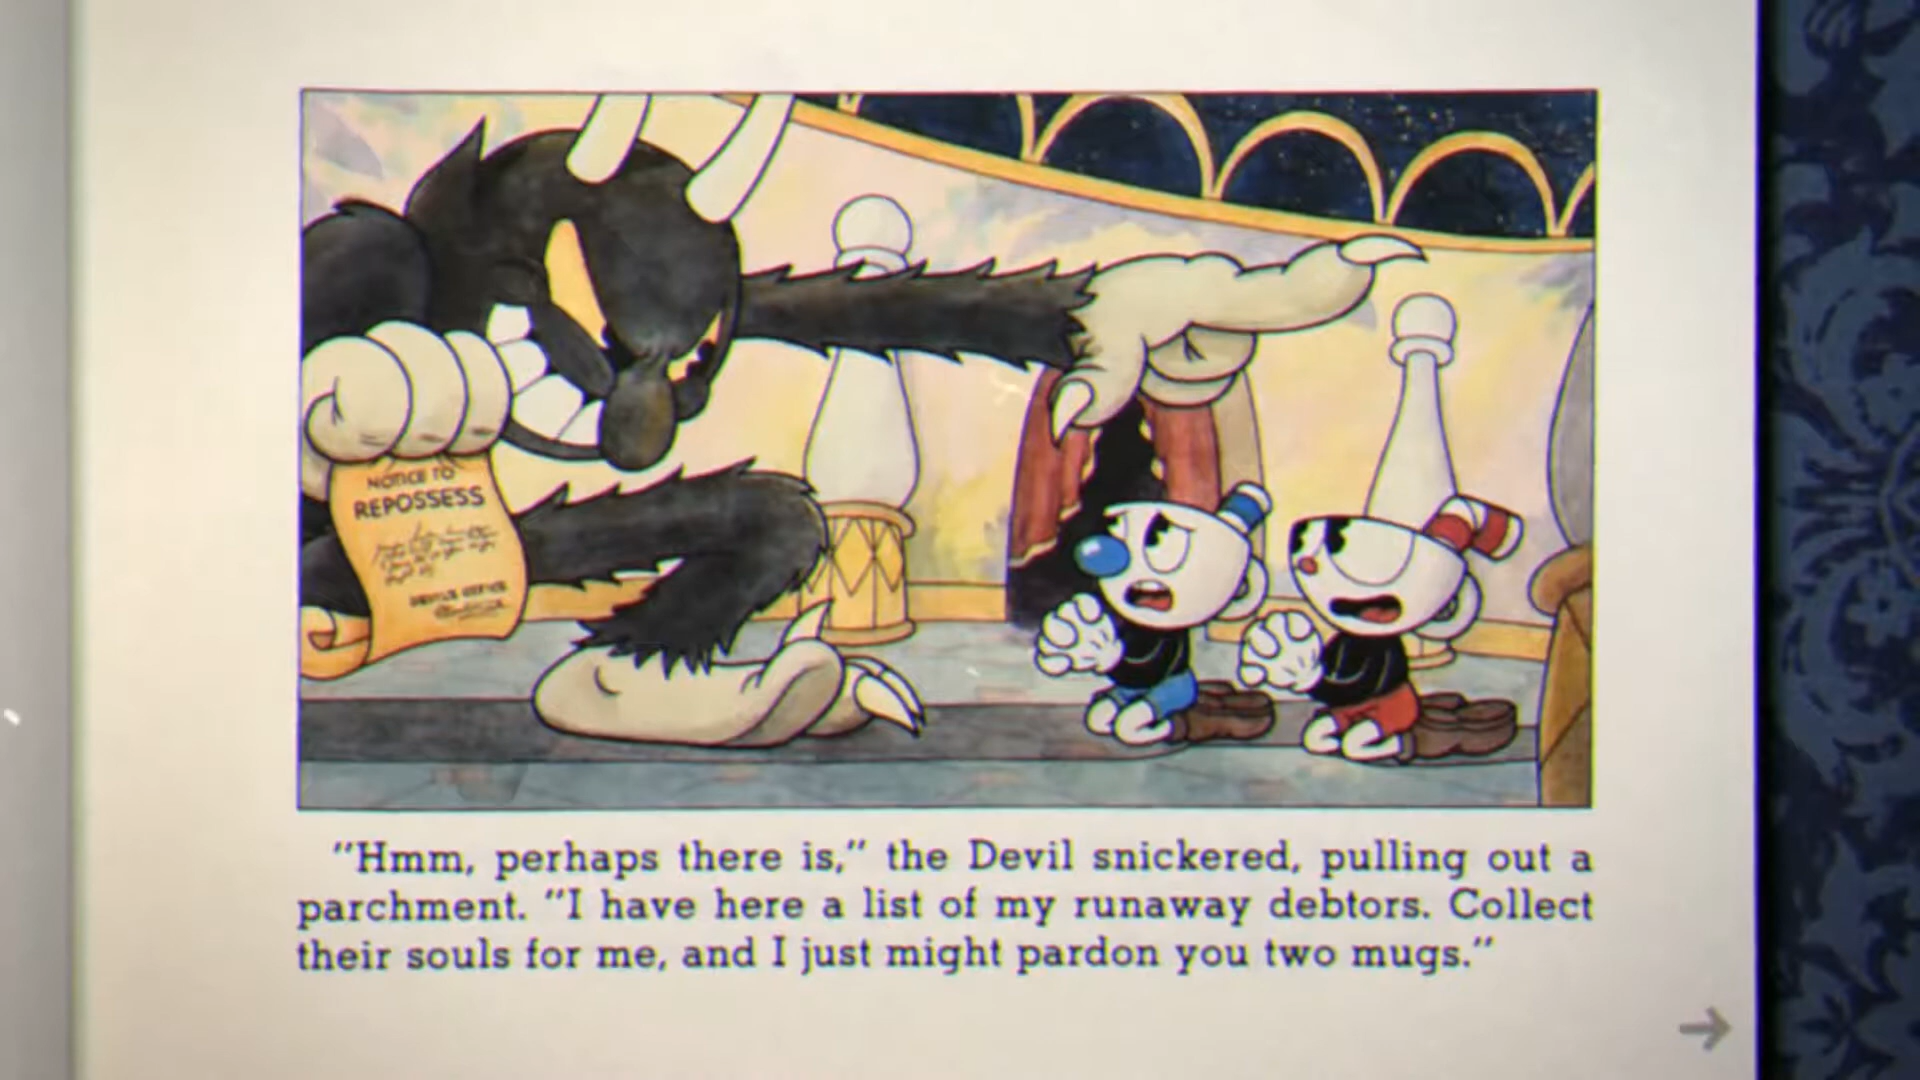 NOTICE TO
REPOSSESS
“Hmm, perhaps there is,” the Devil snickered, pulling out a
parchment. “I have here a list of my runaway debtors. Collect
their souls for me, and I just might pardon you two mugs.”